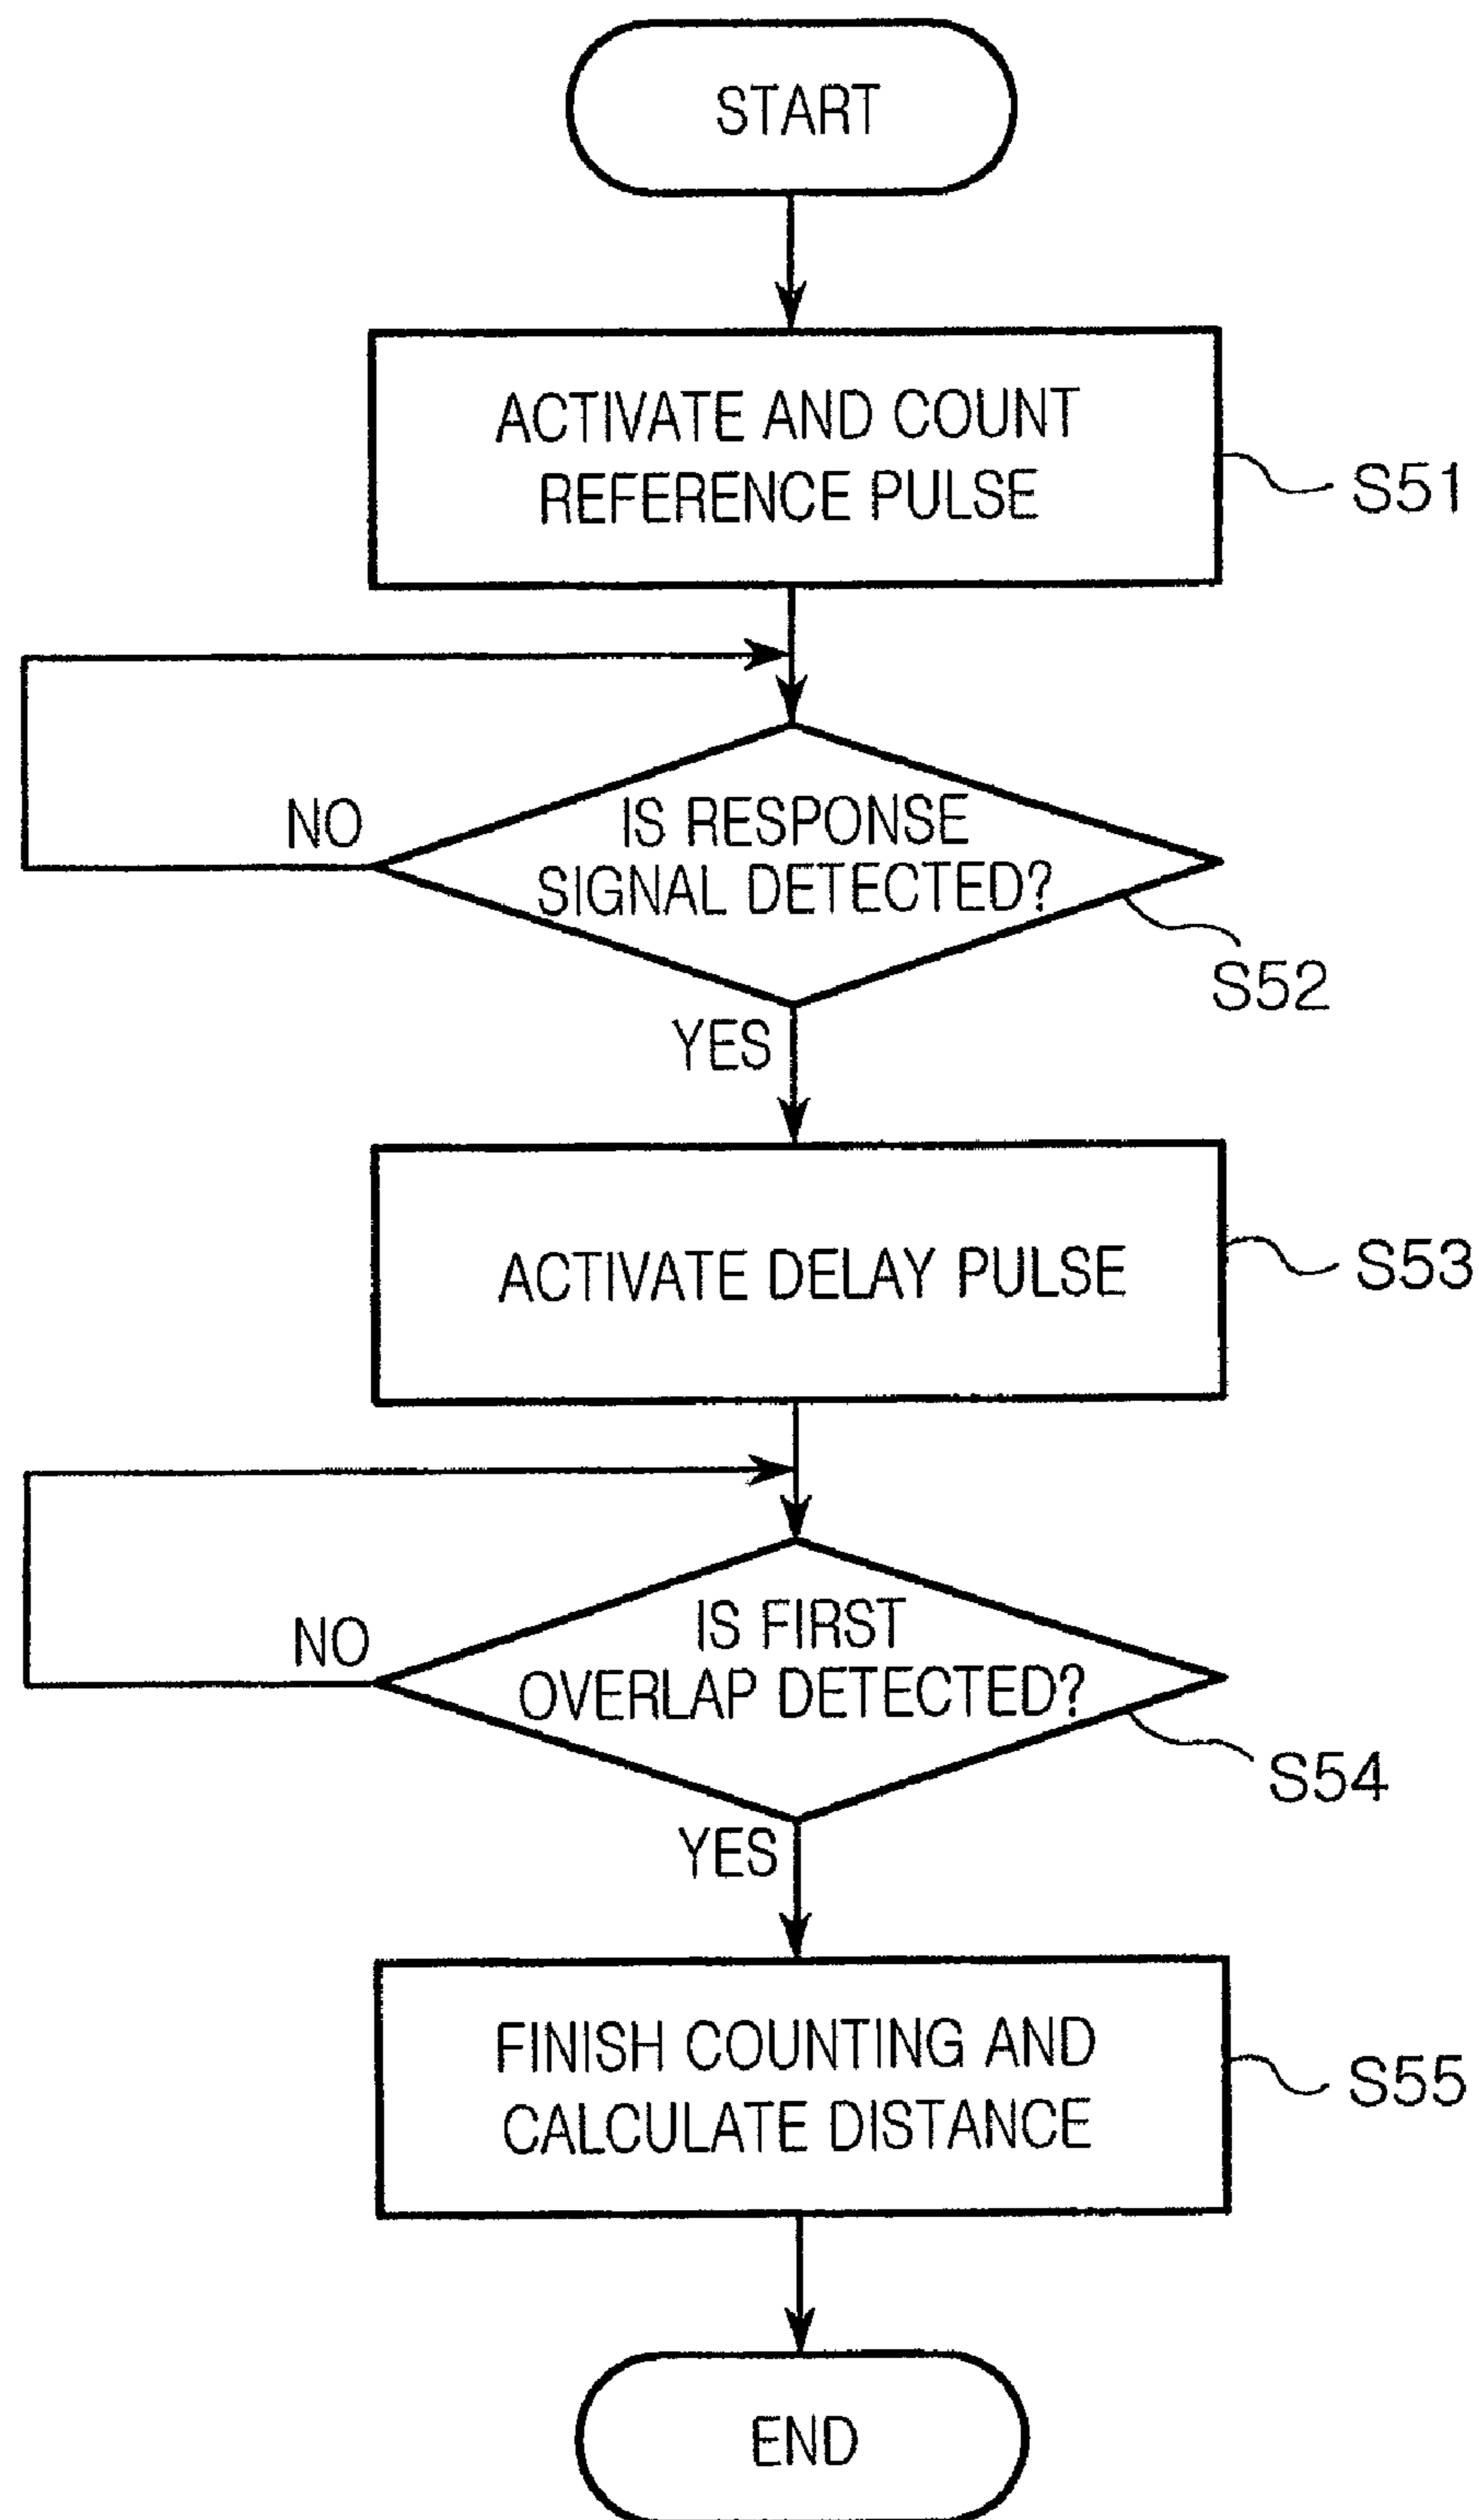 START
ACTIVATE AND COUNT
REFERENCE PULSE
S51
NO
IS RESPONSE
SIGNAL DETECTED?
S52
YES
ACTIVATE DELAY PULSE
S53
NO
IS FIRST
OVERLAP DETECTED?
S54
YES
FINISH COUNTING AND
CALCULATE DISTANCE
S55
END